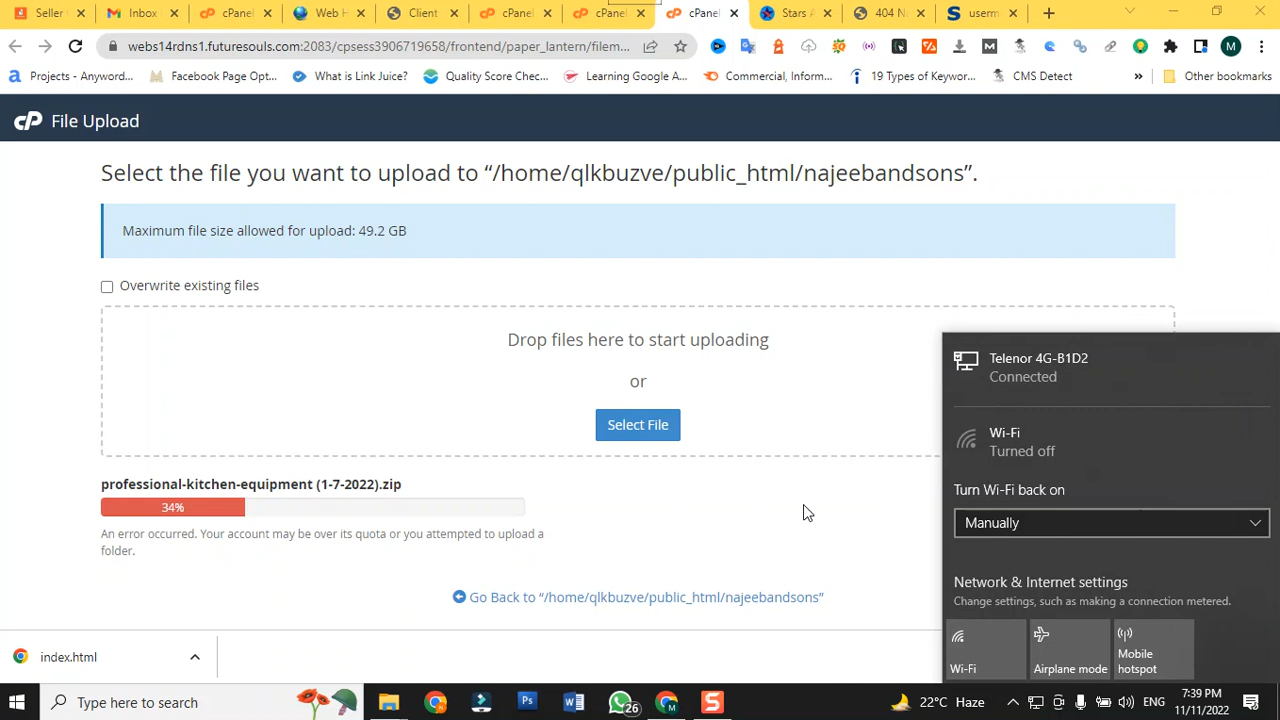 Seller
Inbox
cPanel
Web H
Client
cPanel
cPanel
cPanel
Stars A
404 N
userm
webs14rdns1.futuresouls.com:2083/cpsess3906719659/frontend/paper_lantern/filem...
M
Projects - Anyword...
Facebook Page Opt...
What is Link Juice?
Quality Score Chec...
Learning Google A...
Commercial, Inform...
19 Types of Keywor...
CMS Detect
»
Other bookmarks
cP File Upload
Select the file you want to upload to “/home/qlkbuzve/public_html/najeebandsons”.
Maximum file size allowed for upload: 49.2 GB
Overwrite existing files
Drop files here to start uploading
or
Select File
professional-kitchen-equipment (1-7-2022).zip
34%
An error occurred. Your account may be over its quota or you attempted to upload a
folder.
Go Back to “/home/qlkbuzve/public_html/najeebandsons”
Telenor 4G-B1D2
Connected
Wi-Fi
Turned off
Turn Wi-Fi back on
Manually
Network & Internet settings
Change settings, such as making a connection metered.
Wi-Fi
Airplane mode
Mobile
hotspot
index.html
Type here to search
26
22°C Haze
ENG
7:39 PM
11/11/2022